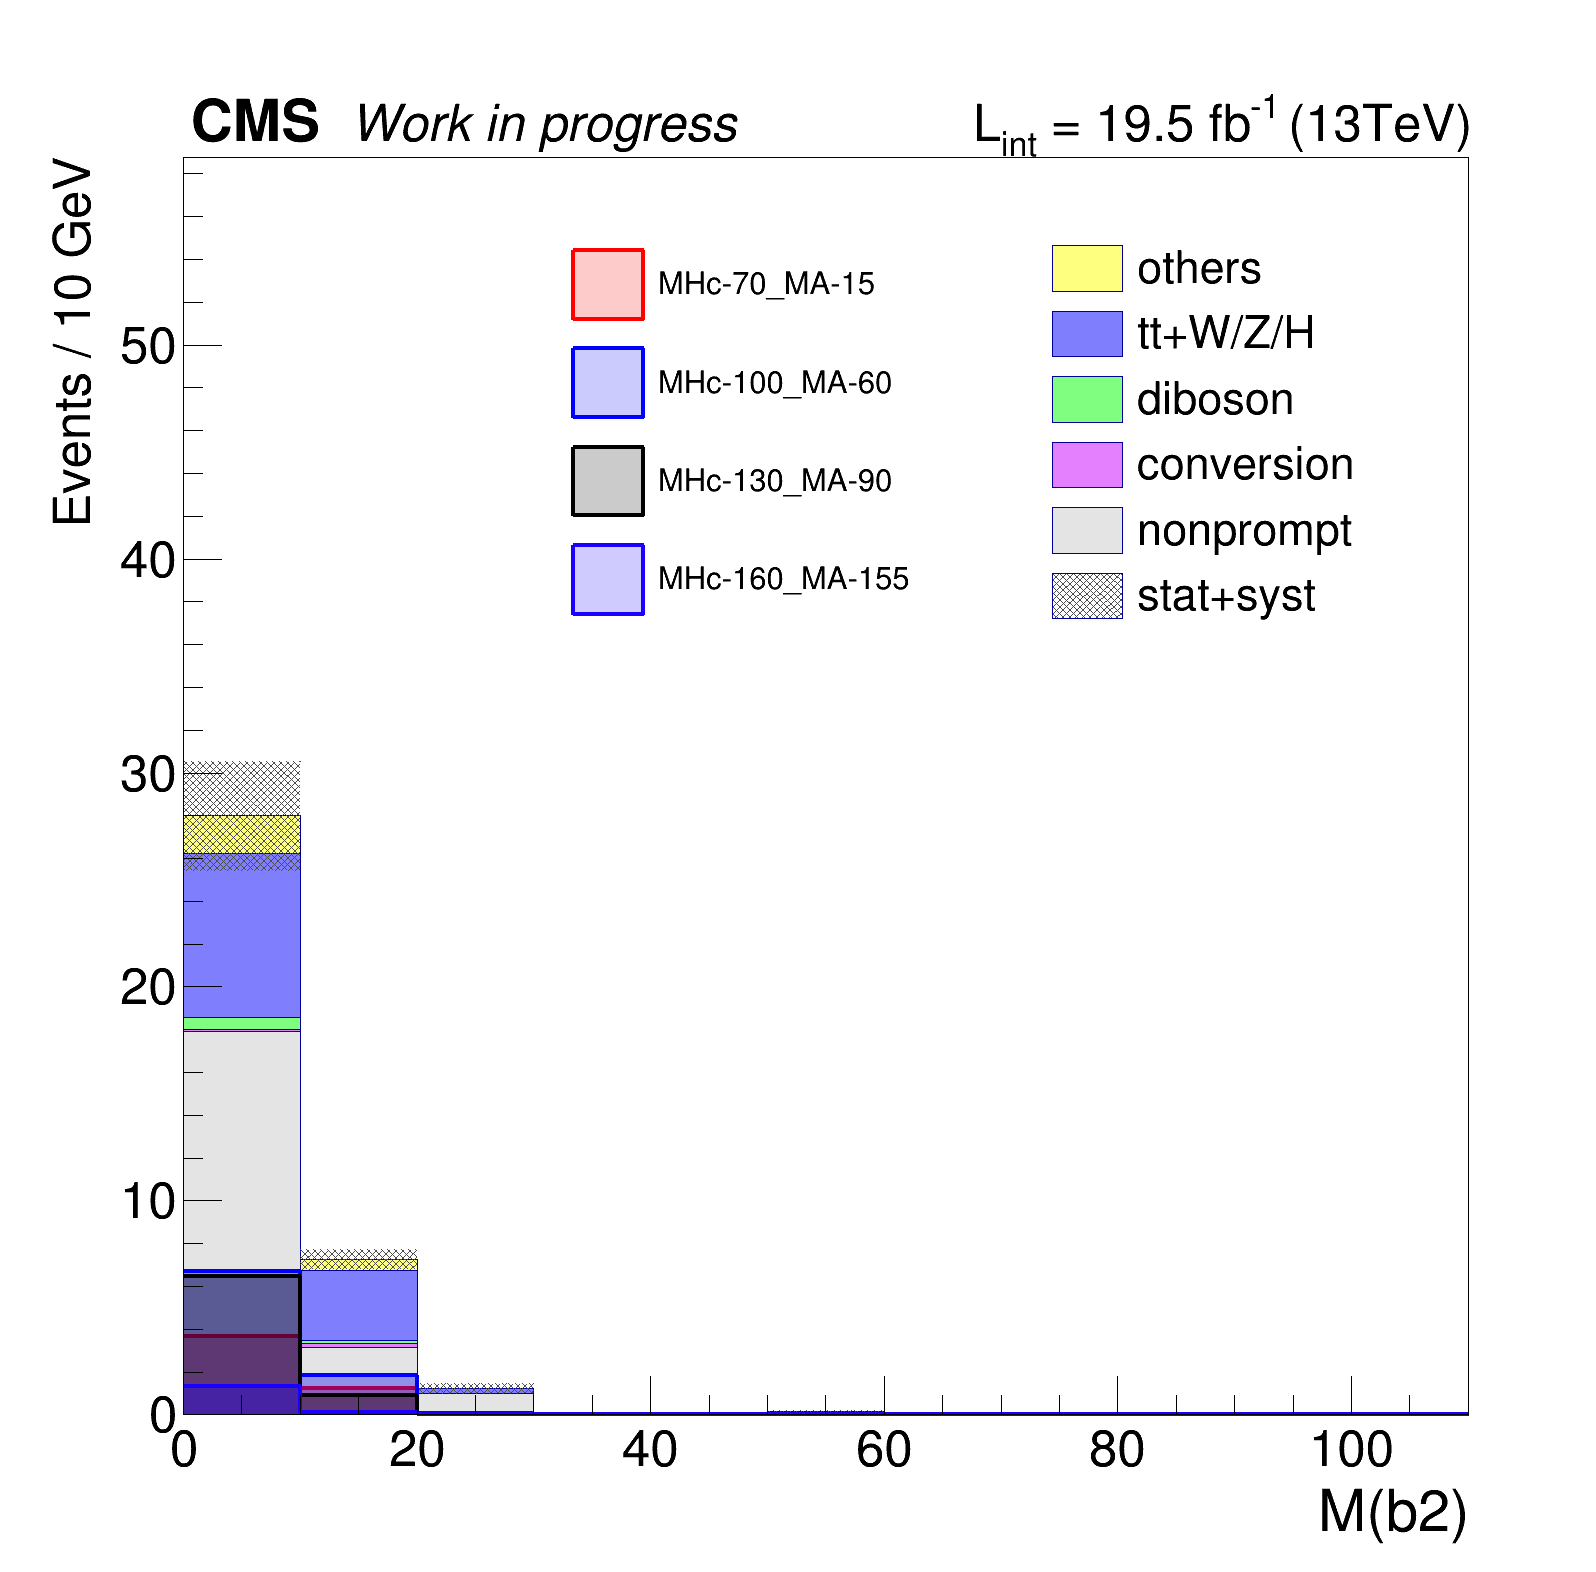 CMS Work in progress
L_int = 19.5 fb^-1 (13TeV)
Events / 10 GeV
MHc-70_MA-15
MHc-100_MA-60
MHc-130_MA-90
MHc-160_MA-155
others
tt+W/Z/H
diboson
conversion
nonprompt
stat+syst
50
40
30
20
10
0
0 20 40 60 80 100
M(b2)